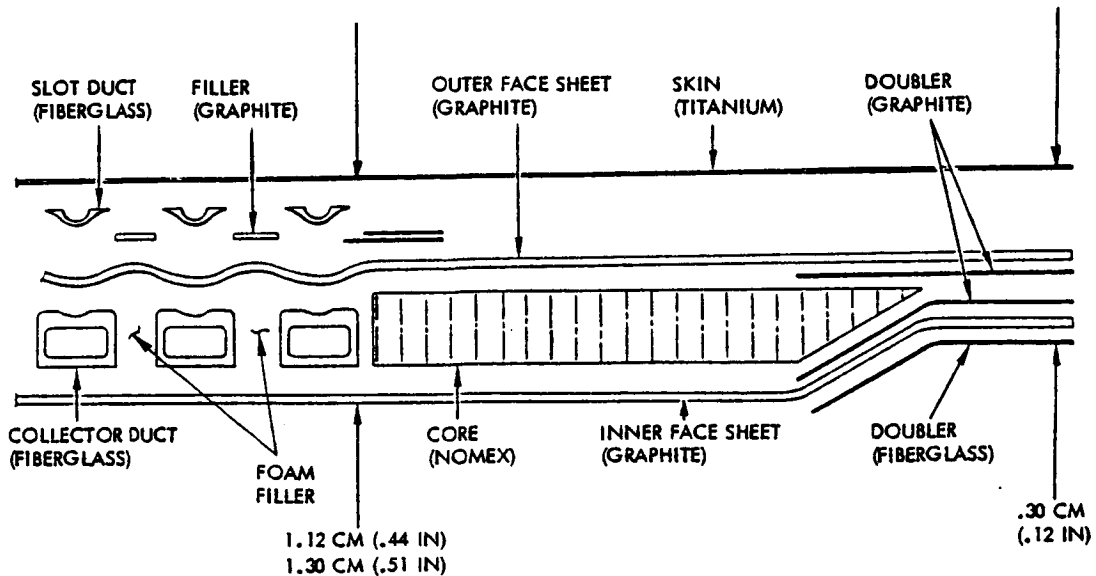 SLOT DUCT
(FIBERGLASS)
FILLER
(GRAPHITE)
OUTER FACE SHEET
(GRAPHITE)
SKIN
(TITANIUM)
DOUBLER
(GRAPHITE)
COLLECTOR DUCT
(FIBERGLASS)
FOAM
FILLER
CORE
(NOMEX)
INNER FACE SHEET
(GRAPHITE)
DOUBLER
(FIBERGLASS)
1.12 CM (.44 IN)
1.30 CM (.51 IN)
.30 CM
(.12 IN)